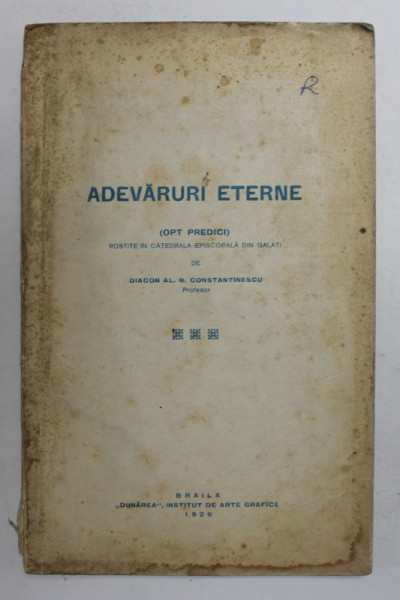 R
ADEVĂRURI ETERNE
(OPT PREDICI)
ROSTITE IN CATEDRALA EPISCOPALĂ DIN GALAȚI
DE
DIACON AL. N. CONSTANTINESCU
Profesor
BRAILA
„DUNĂREA", INSTITUT DE ARTE GRAFICE
1926